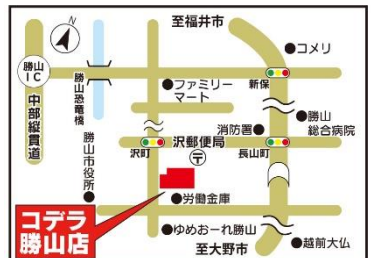 N
至福井市
コメリ
勝山
IC
勝山恐竜橋
ファミリー
マート
新保
中部縦貫道
勝山市役所
沢郵便局
消防署
勝山
総合病院
沢町
〒
長山町
労働金庫
コデラ
勝山店
ゆめおーれ勝山
至大野市
越前大仏